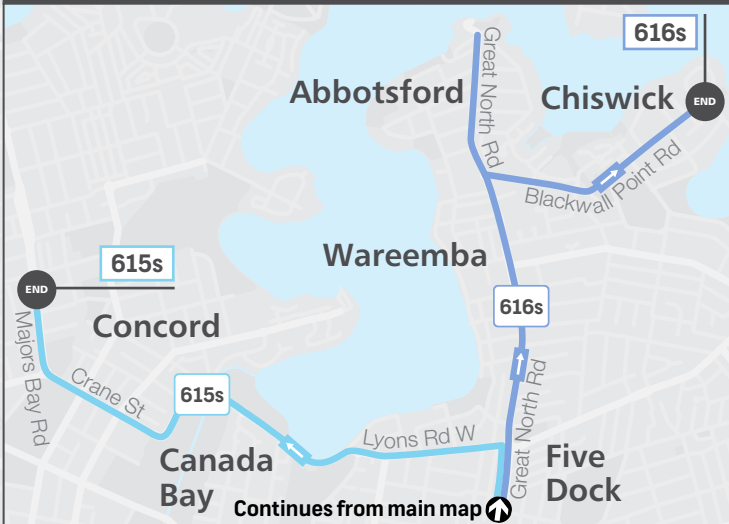 616s
Great North Rd
Abbotsford
Chiswick
END
Blackwall Point Rd
Wareemba
615s
END
616s
Concord
Majors Bay Rd
Crane St
615s
Great North Rd
Lyons Rd W
Canada
Bay
Five
Dock
Continues from main map